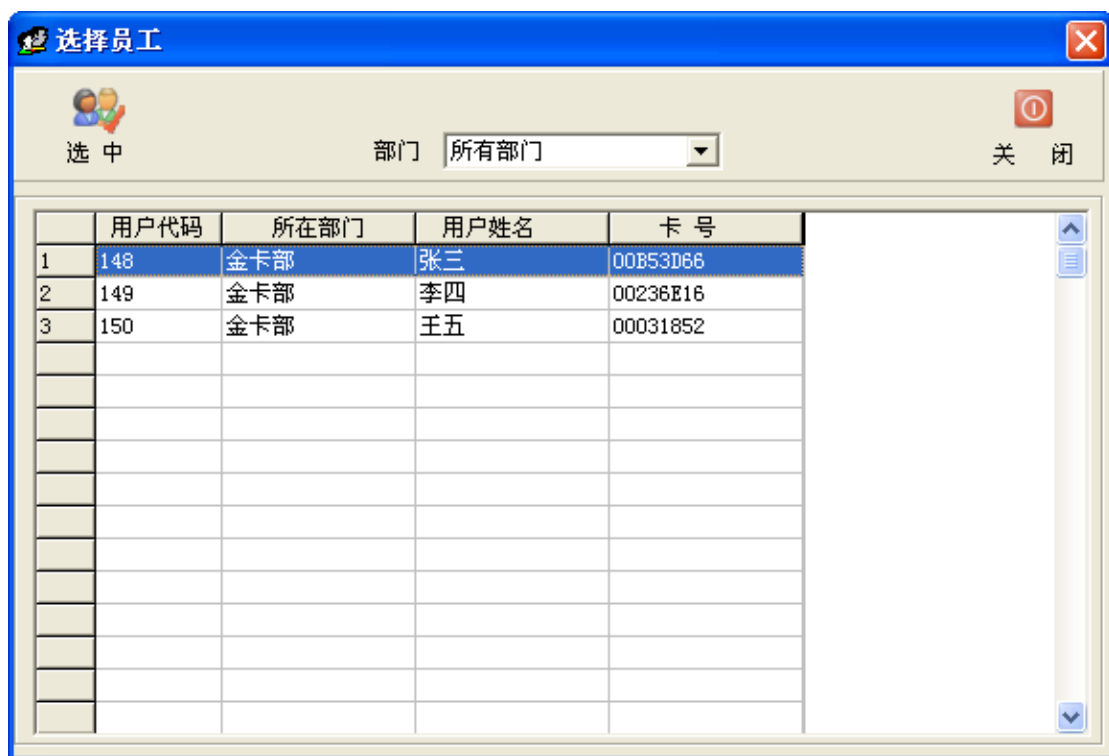 选择员工
选 中
部门 所有部门
关 闭
用户代码 所在部门 用户姓名 卡 号
1 148 金卡部 张三 00B53D66
2 149 金卡部 李四 00236E16
3 150 金卡部 王五 00031852